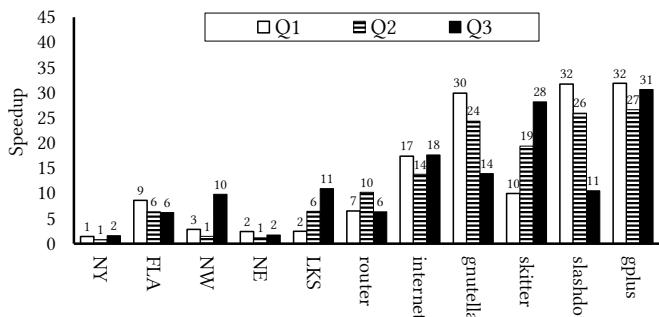 45
40
35
30
25
20
15
10
5
0
Speedup
Q1 Q2 Q3
1 1 2
9 6 6
3 1 10
2 1 2
2 6 11
7 10 6
17 14 18
30 24 14
10 19 28
32 26 11
32 27 31
NY
FLA
NW
NE
LKS
router
internet
gnutella
skitter
slashdo
gplus